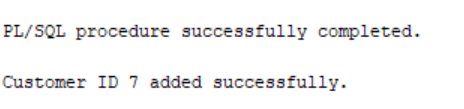 PL/SQL procedure successfully completed.
Customer ID 7 added successfully.